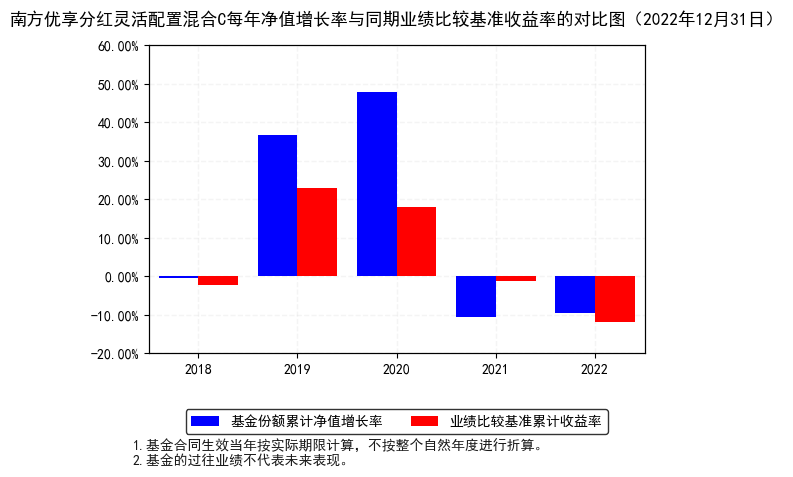 南方优享分红灵活配置混合C每年净值增长率与同期业绩比较基准收益率的对比图（2022年12月31日）
60.00%
50.00%
40.00%
30.00%
20.00%
10.00%
0.00%
-10.00%
-20.00%
2018 2019 2020 2021 2022
基金份额累计净值增长率 业绩比较基准累计收益率
1.基金合同生效当年按实际期限计算，不按整个自然年度进行折算。
2.基金的过往业绩不代表未来表现。